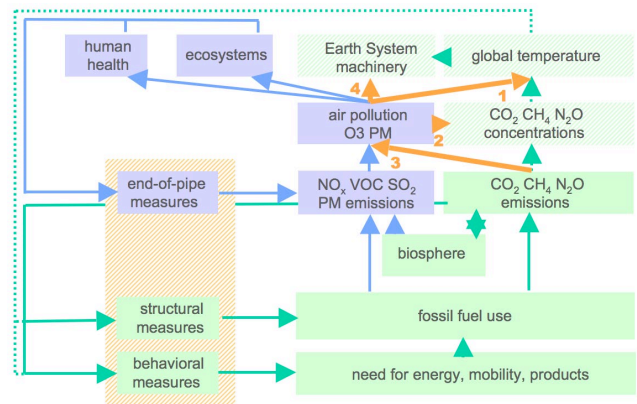 human
health
ecosystems
Earth System
machinery
global temperature
4
1
air pollution
O3 PM
2
CO₂ CH₄ N₂O
concentrations
3
end-of-pipe
measures
NOₓ VOC SO₂
PM emissions
CO₂ CH₄ N₂O
emissions
biosphere
structural
measures
fossil fuel use
behavioral
measures
need for energy, mobility, products